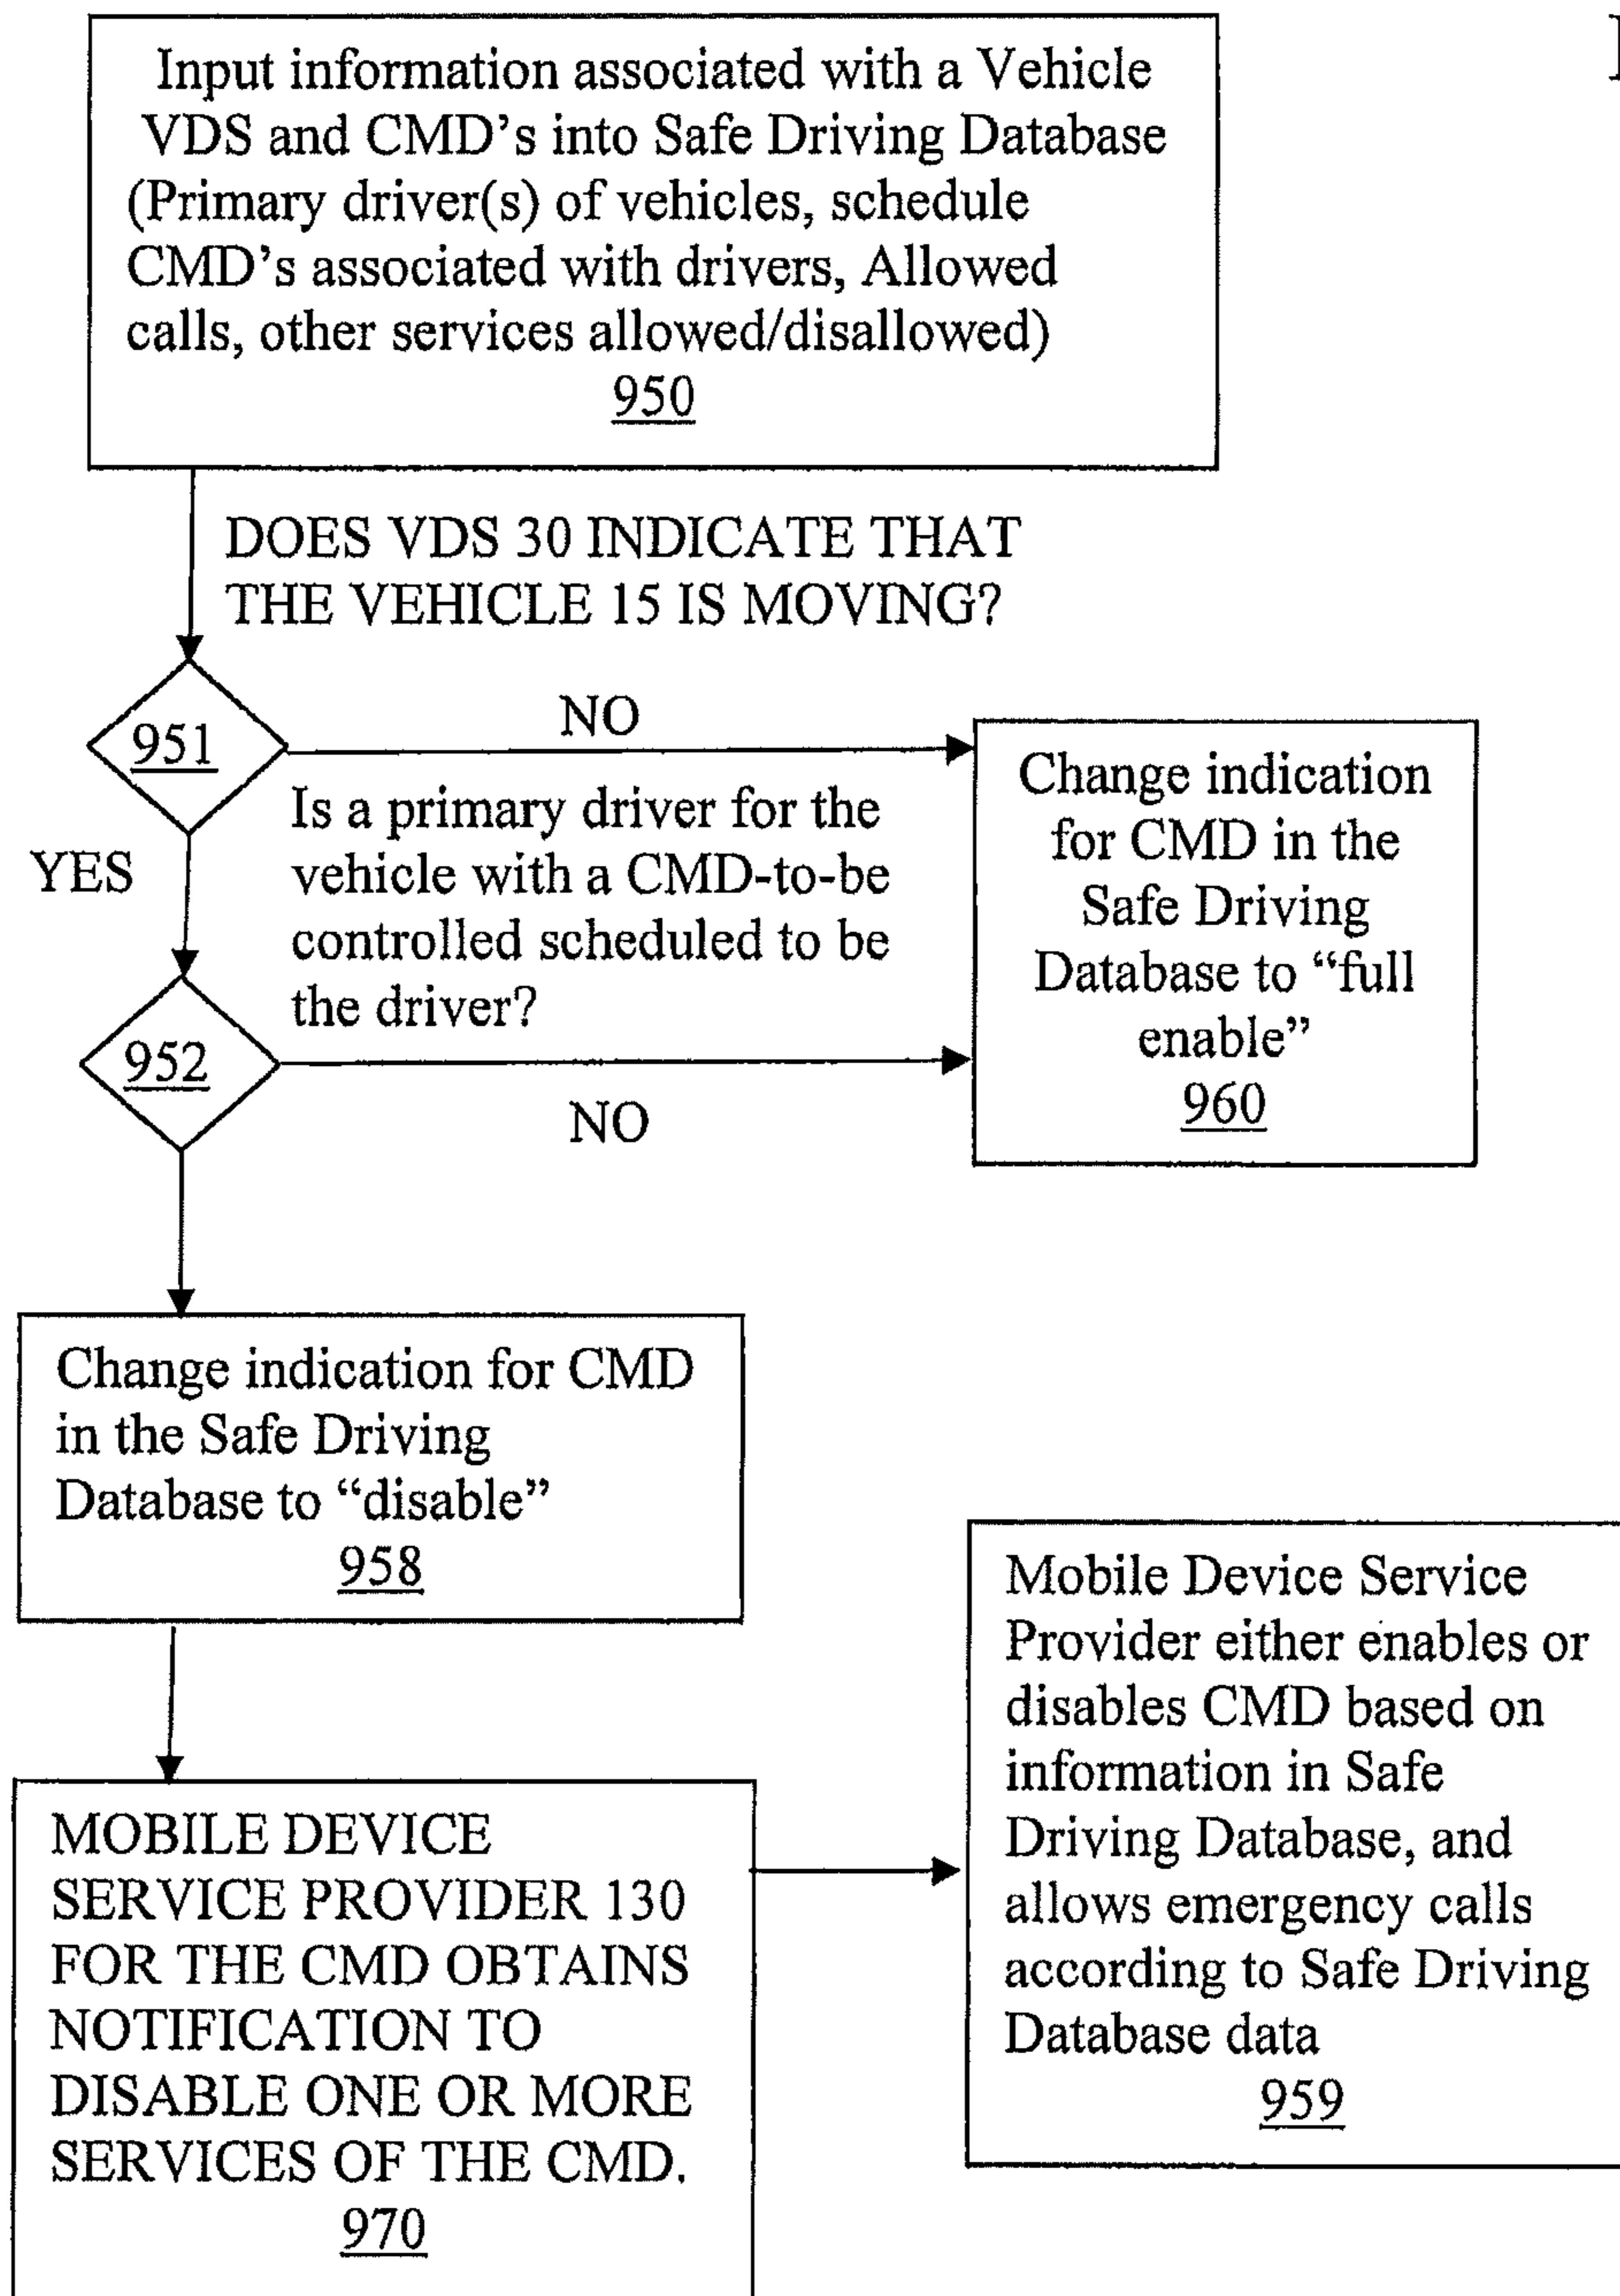 Input information associated with a Vehicle
VDS and CMD's into Safe Driving Database
(Primary driver(s) of vehicles, schedule
CMD's associated with drivers, Allowed
calls, other services allowed/disallowed)
950
DOES VDS 30 INDICATE THAT
THE VEHICLE 15 IS MOVING?
951
NO
YES
Is a primary driver for the
vehicle with a CMD-to-be
controlled scheduled to be
the driver?
952
NO
Change indication
for CMD in the
Safe Driving
Database to “full
enable”
960
Change indication for CMD
in the Safe Driving
Database to “disable”
958
MOBILE DEVICE
SERVICE PROVIDER 130
FOR THE CMD OBTAINS
NOTIFICATION TO
DISABLE ONE OR MORE
SERVICES OF THE CMD.
970
Mobile Device Service
Provider either enables or
disables CMD based on
information in Safe
Driving Database, and
allows emergency calls
according to Safe Driving
Database data
959